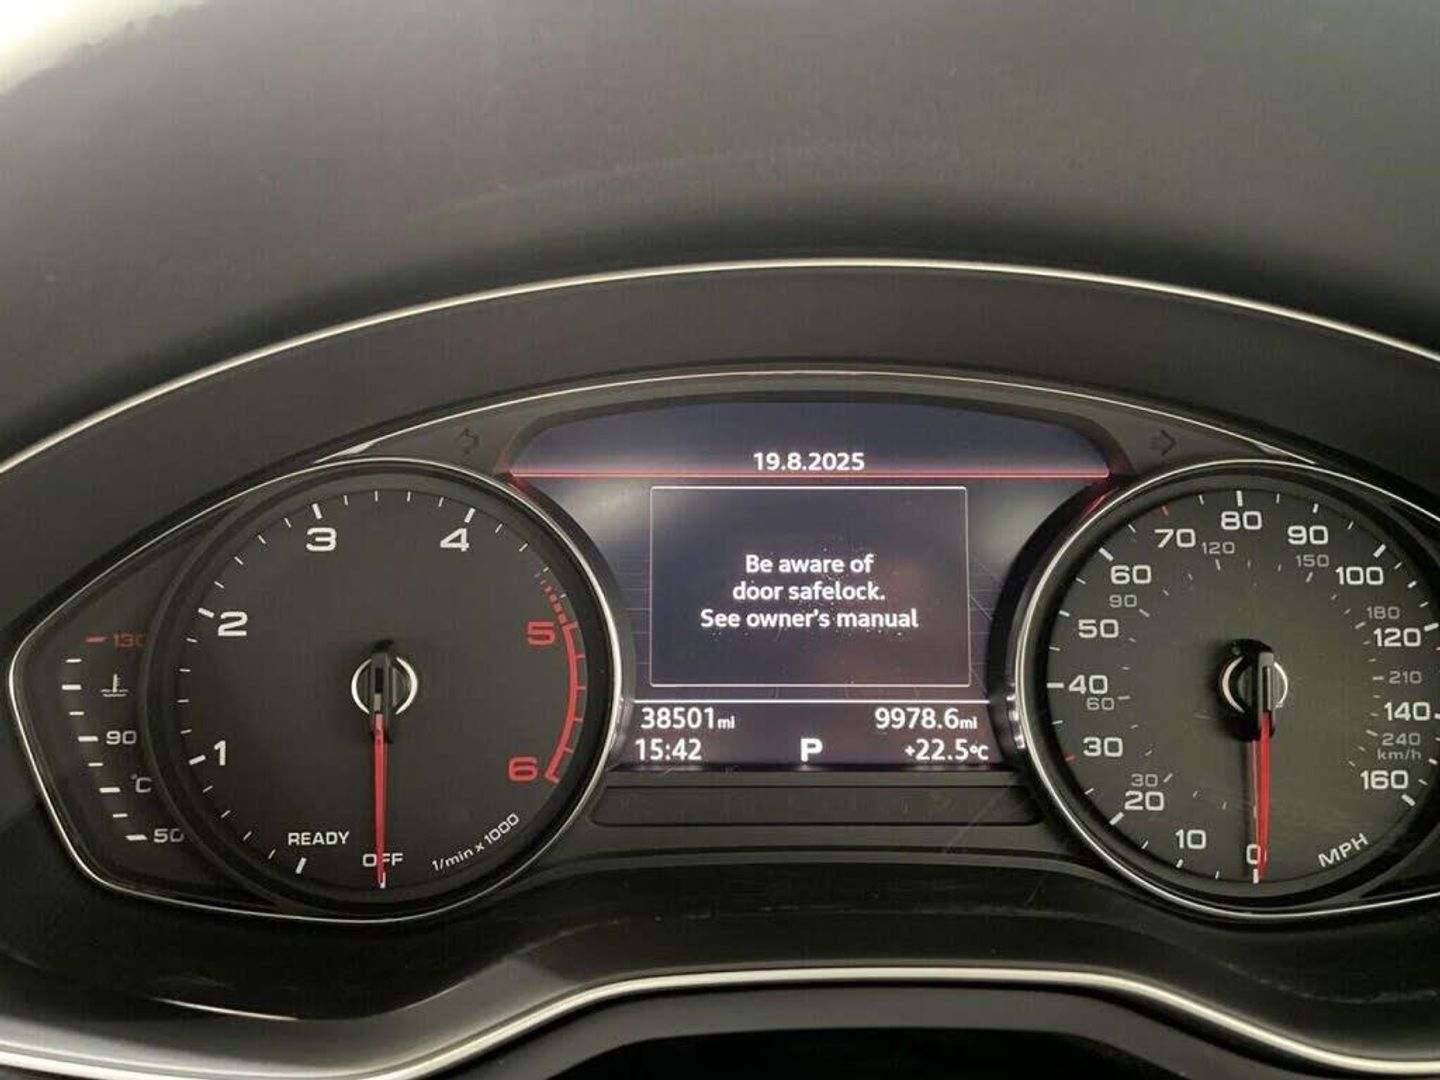 19.8.2025
Be aware of
door safelock.
See owner's manual
38501mi
9978.6mi
15:42
P
+22.5°C
130
90
°C
50
1
2
3
4
5
6
READY
OFF
1/min x 1000
0
10
20
30
40
50
60
70
80
90
100
120
140
160
MPH
30
60
90
120
150
180
210
240
km/h